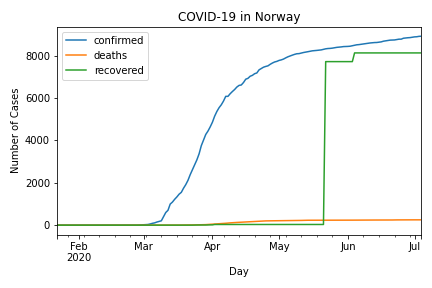 COVID-19 in Norway
confirmed
deaths
recovered
Number of Cases
8000
6000
4000
2000
0
Feb
2020
Mar
Apr
May
Jun
Jul
Day